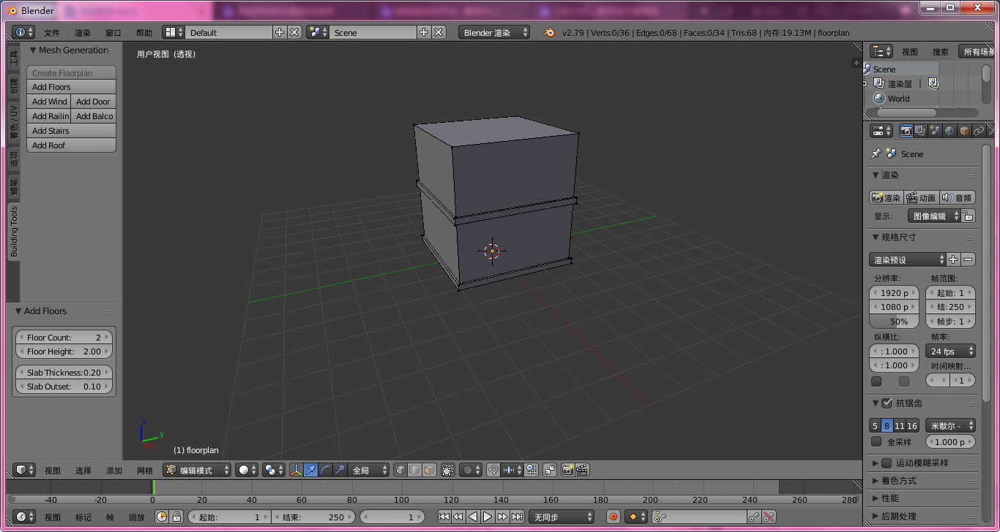 Blender
文件 渲染 窗口 帮助 Default Scene Blender 渲染 v2.79 | Verts:0/36 | Edges:0/68 | Faces:0/34 | Tris:68 | 内存:19.13M | floorplan
Mesh Generation
Create Floorplan
Add Floors
Add Wind Add Door
Add Railin Add Balco
Add Stairs
Add Roof
工具
创建
着色 / UV
选项
蜡笔
Building Tools
Add Floors
Floor Count: 2
Floor Height: 2.00
Slab Thickness: 0.20
Slab Outset: 0.10
用户视图 (透视)
z
y
(1) floorplan
视图 选择 添加 网格 编辑模式 全局
-40 -20 0 20 40 60 80 100 120 140 160 180 200 220 240 260 280
视图 标记 帧 回放 起始: 1 结束: 250 1 无同步
视图 搜索 所有场景
Scene
渲染层
World
Scene
渲染
渲染 动画 音频
显示: 图像编辑
规格尺寸
渲染预设
分辨率: 帧范围:
1920 p 起始: 1
1080 p 结: 250
50% 帧步: 1
纵横比: 帧率:
: 1.000 24 fps
: 1.000 时间映射...
1
抗锯齿
5 8 11 16 米歇尔 -
全采样 1.000 p
运动模糊采样
着色方式
性能
后期处理